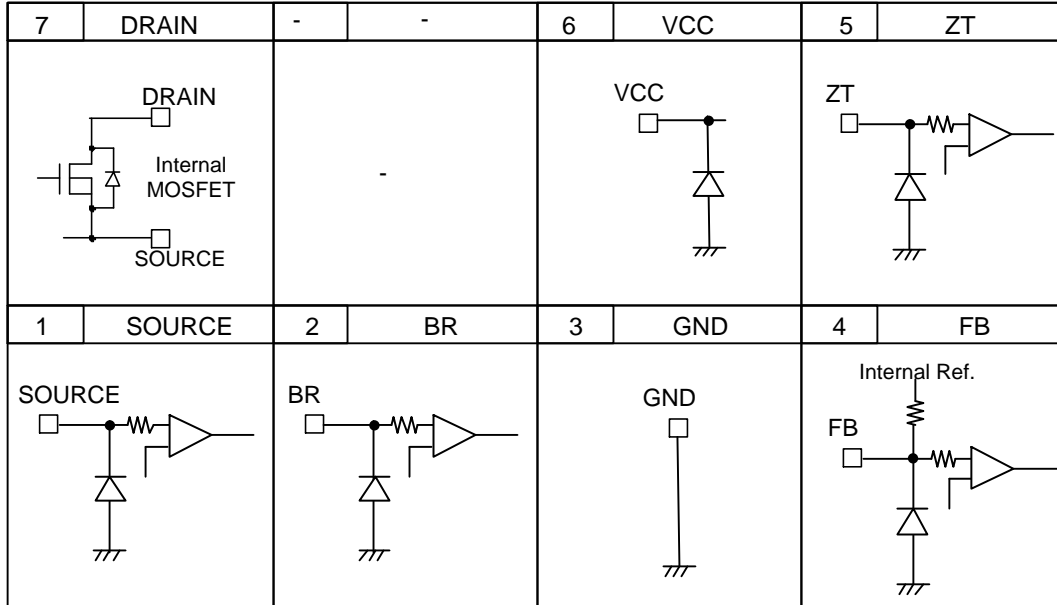 7 DRAIN - - 6 VCC 5 ZT
DRAIN
Internal
MOSFET
SOURCE
-
VCC
ZT
1 SOURCE 2 BR 3 GND 4 FB
SOURCE
BR
GND
Internal Ref.
FB